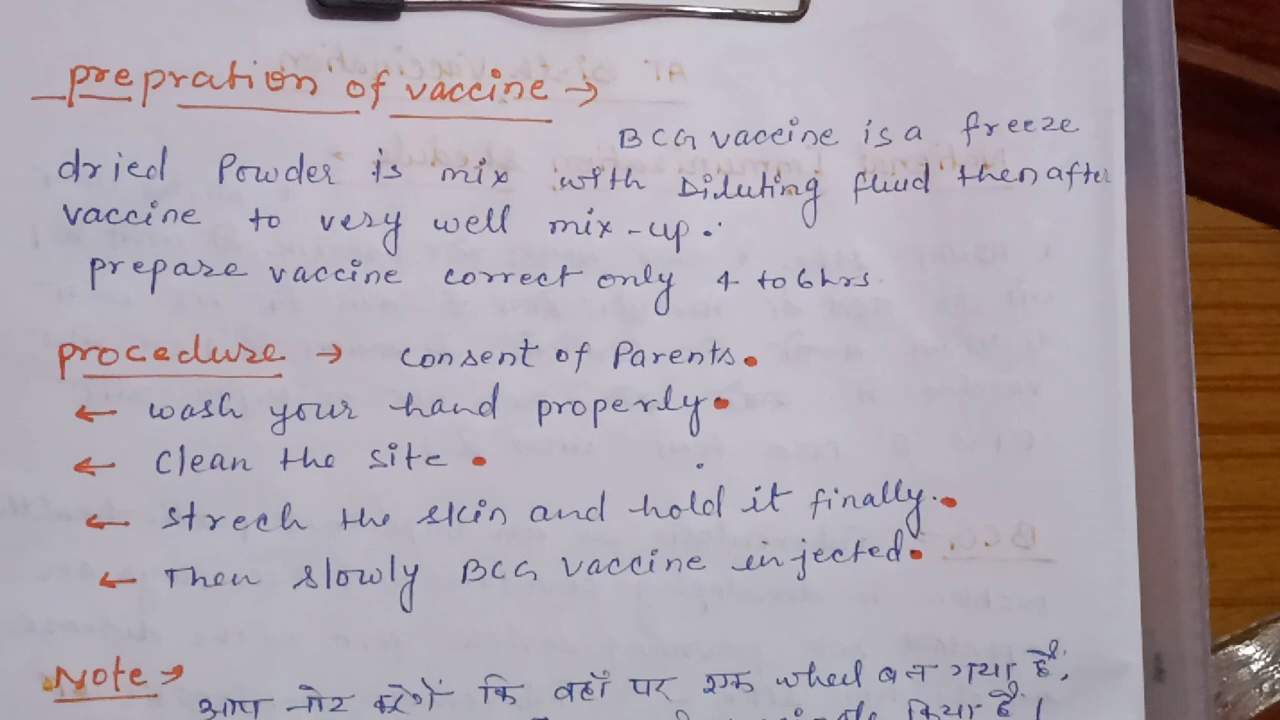 prepration of vaccine →
BCG vaccine is a freeze
dried Powder is mix with Diluting fluid then after
vaccine to very well mix-up.
prepare vaccine correct only 4 to 6 hrs.
procedure → consent of Parents.
← wash your hand properly.
← Clean the site.
← strech the skin and hold it finally.
← Then slowly BCG vaccine einjected.
Note →
आप नोट करेंगे कि वहाँ पर एक wheel बन गया है,
किया है।